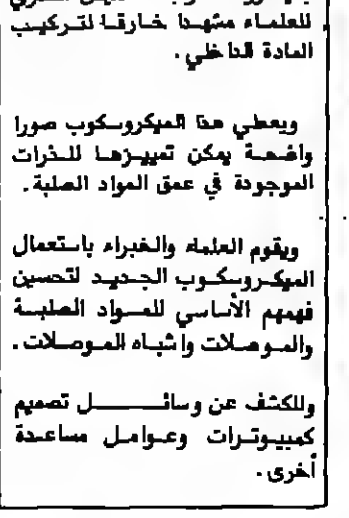 للعلماء مشهدا خارقا لتركيب
المادة الداخلي.
ويعطي هذا الميكروسكوب صورا
واضحة يمكن تمييزها للذرات
الموجودة في عمق المواد الصلبة.
ويقوم العلماء والخبراء باستعمال
الميكروسكوب الجديد لتحسين
فهمهم الأساسي للمواد الصلبة
والموصلات واشباه الموصلات.
وللكشف عن وسائل تصميم
كمبيوترات وعوامل مساعدة
أخرى.